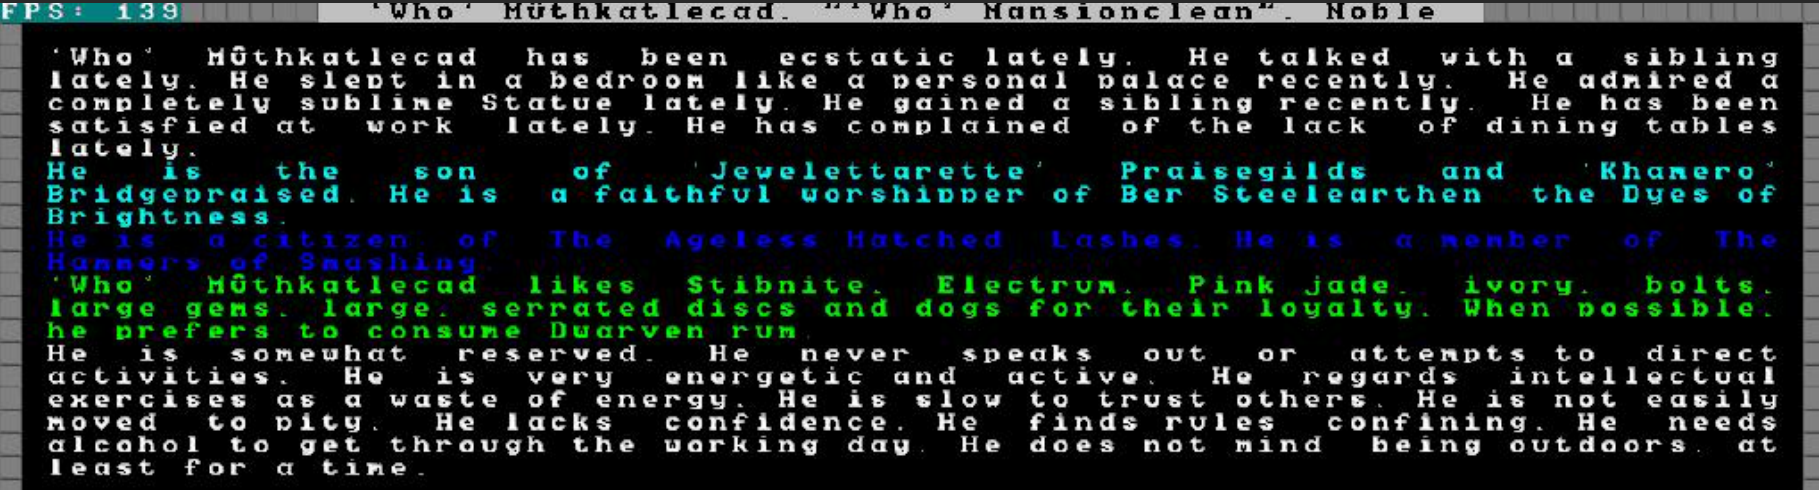 FPS: 139 `Who' Mûthkatlecad, "`Who' Mansionclean", Noble
`Who' Mûthkatlecad has been ecstatic lately. He talked with a sibling
lately. He slept in a bedroom like a personal palace recently. He admired a
completely sublime Statue lately. He gained a sibling recently. He has been
satisfied at work lately. He has complained of the lack of dining tables
lately.
He is the son of `Jewelettarette' Praisegilds and `Khamero'
Bridgepraised. He is a faithful worshipper of Ber Steelearthen the Dyes of
Brightness.
He is a citizen of The Ageless Hatched Lashes. He is a member of The
Hammers of Smashing.
`Who' Mûthkatlecad likes Stibnite, Electrum, Pink jade, ivory, bolts,
large gems, large, serrated discs and dogs for their loyalty. When possible,
he prefers to consume Dwarven rum.
He is somewhat reserved. He never speaks out or attempts to direct
activities. He is very energetic and active. He regards intellectual
exercises as a waste of energy. He is slow to trust others. He is not easily
moved to pity. He lacks confidence. He finds rules confining. He needs
alcohol to get through the working day. He does not mind being outdoors, at
least for a time.